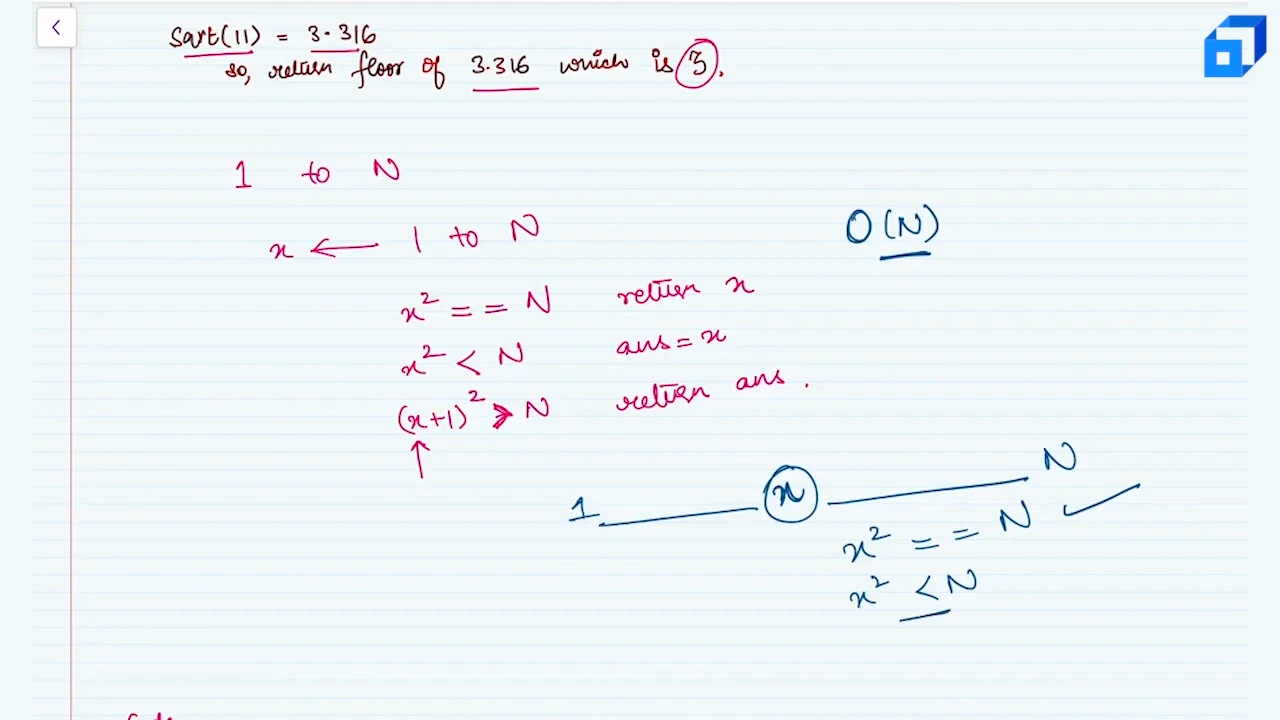 Sqrt(11) = 3.316
so, return floor of 3.316 which is 3.
1 to N
x ← 1 to N
O(N)
x² == N return x
x² < N ans = x
(x+1)² > N return ans.
1 x N
x² == N
x² < N